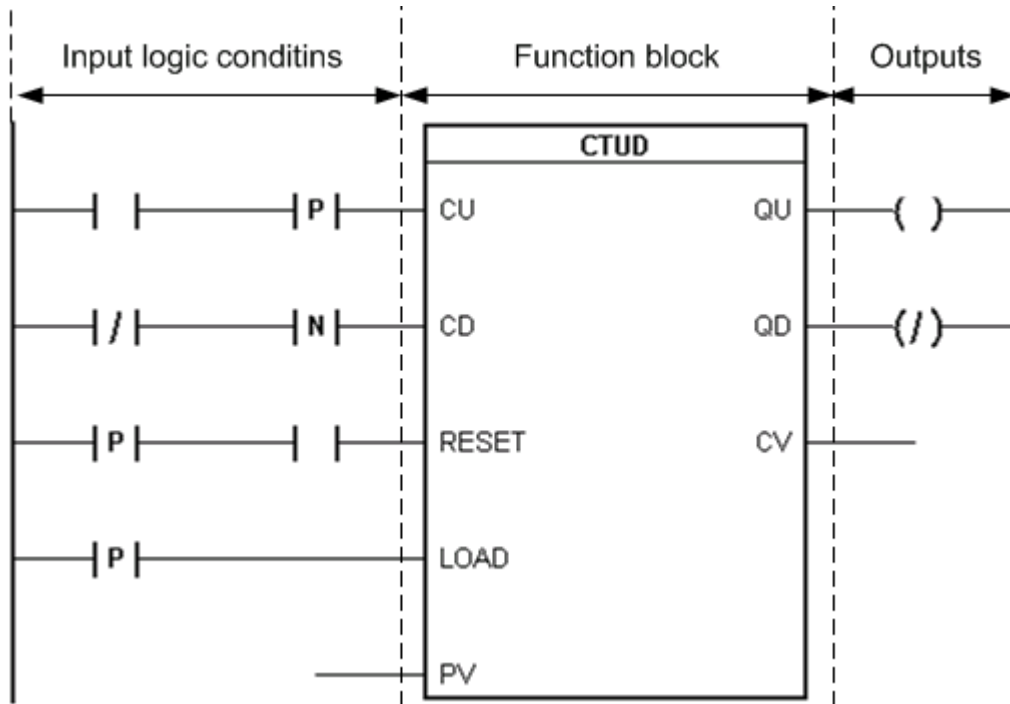 Input logic conditins Function block Outputs
CTUD
P CU QU ( )
/ N CD QD (/)
P RESET CV
P LOAD
PV